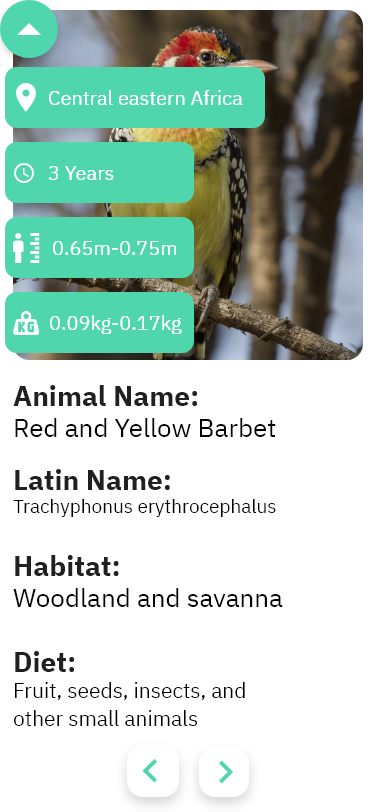 Central eastern Africa
3 Years
0.65m-0.75m
KG
0.09kg-0.17kg
Animal Name:
Red and Yellow Barbet
Latin Name:
Trachyphonus erythrocephalus
Habitat:
Woodland and savanna
Diet:
Fruit, seeds, insects, and
other small animals